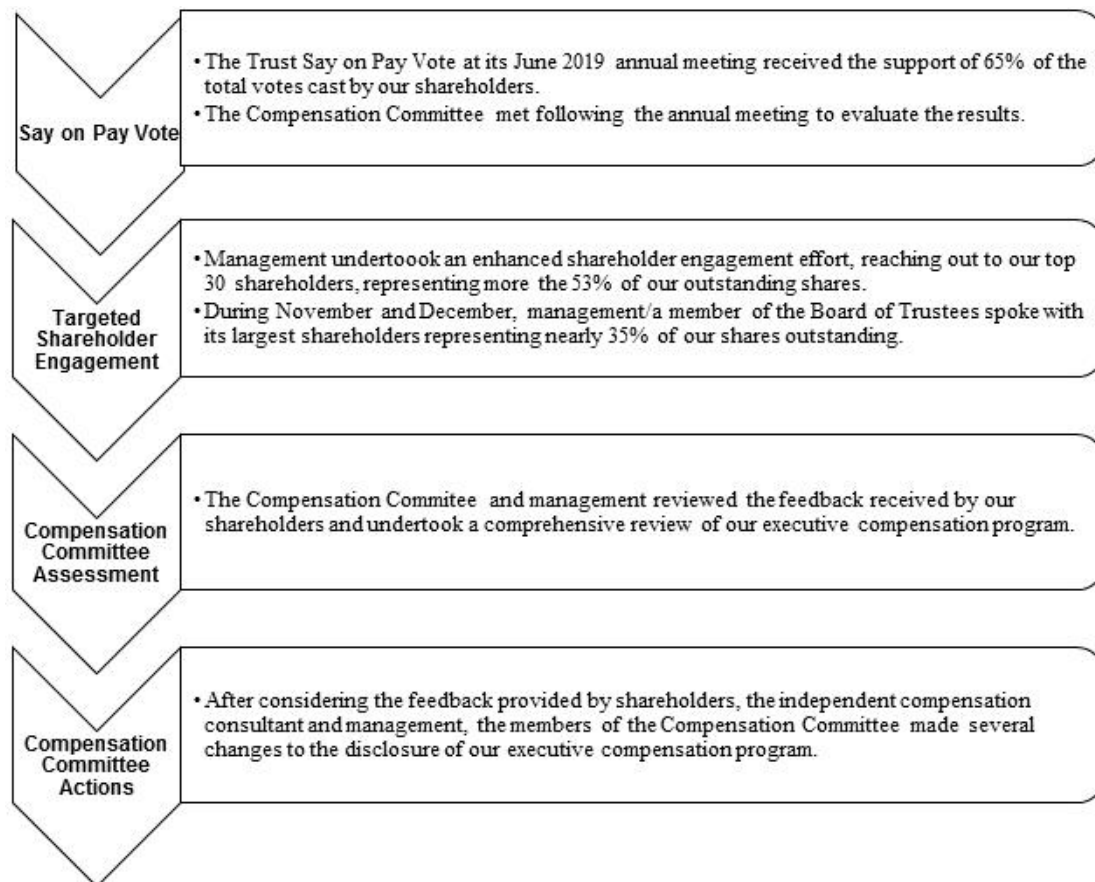 Say on Pay Vote
• The Trust Say on Pay Vote at its June 2019 annual meeting received the support of 65% of the
total votes cast by our shareholders.
• The Compensation Committee met following the annual meeting to evaluate the results.
Targeted
Shareholder
Engagement
• Management undertoook an enhanced shareholder engagement effort, reaching out to our top
30 shareholders, representing more the 53% of our outstanding shares.
• During November and December, management/a member of the Board of Trustees spoke with
its largest shareholders representing nearly 35% of our shares outstanding.
Compensation
Committee
Assessment
• The Compensation Commitee and management reviewed the feedback received by our
shareholders and undertook a comprehensive review of our executive compensation program.
Compensation
Committee
Actions
• After considering the feedback provided by shareholders, the independent compensation
consultant and management, the members of the Compensation Committee made several
changes to the disclosure of our executive compensation program.